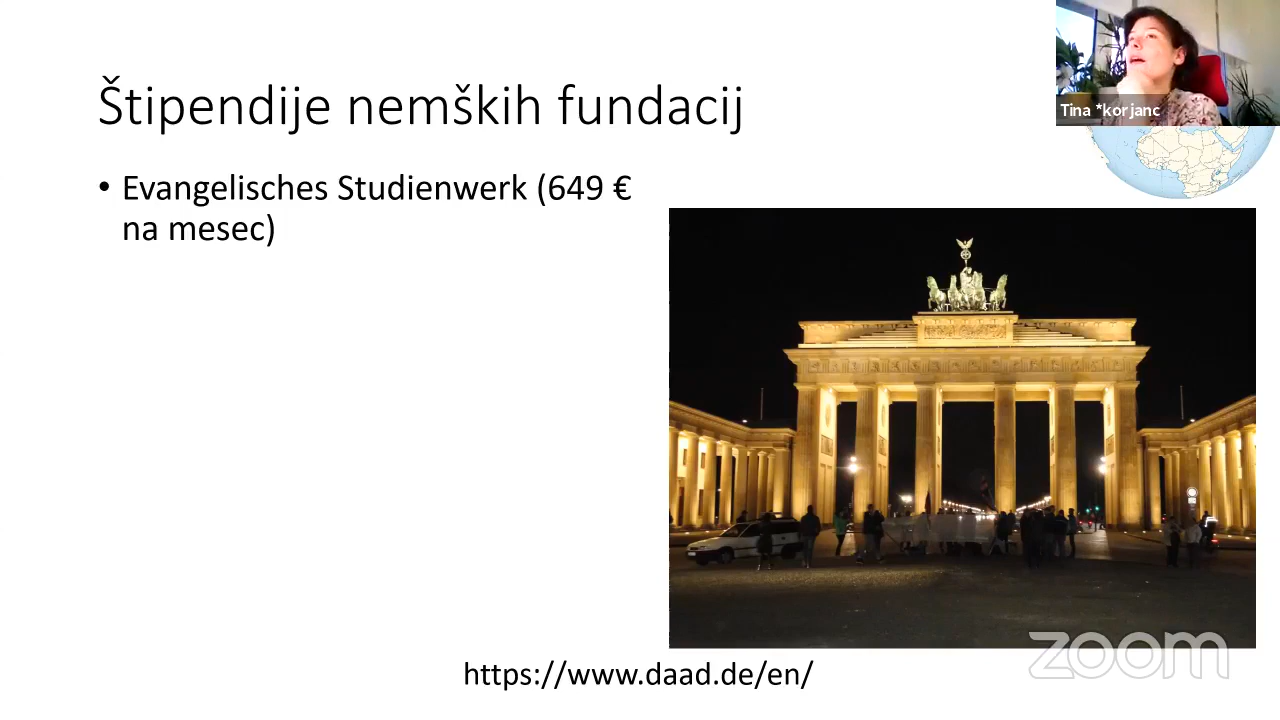 Tina *korjanc
Štipendije nemških fundacij
• Evangelisches Studienwerk (649 €
na mesec)
https://www.daad.de/en/
zoom